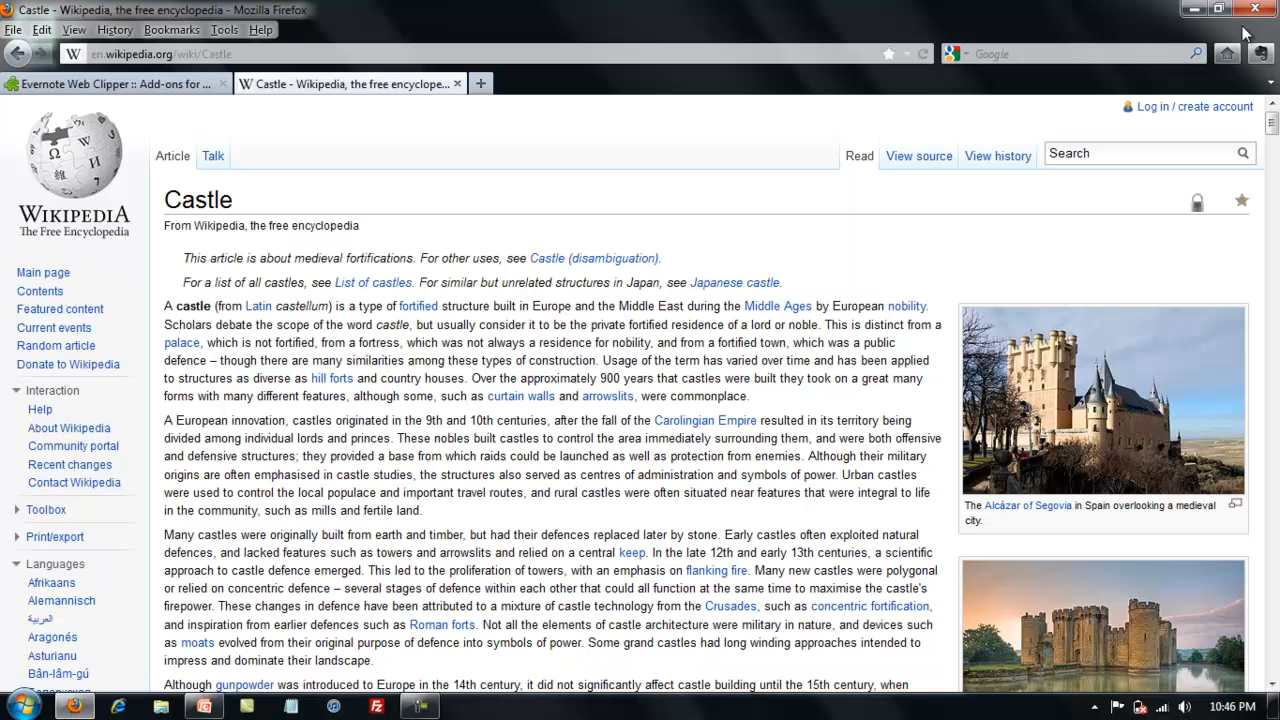 Castle - Wikipedia, the free encyclopedia - Mozilla Firefox
File Edit View History Bookmarks Tools Help
W en.wikipedia.org/wiki/Castle
Google
Evernote Web Clipper :: Add-ons for ...
W Castle - Wikipedia, the free encyclope...
Log in / create account
Article Talk
Read View source View history
Search
WIKIPEDIA
The Free Encyclopedia
Main page
Contents
Featured content
Current events
Random article
Donate to Wikipedia
Interaction
Help
About Wikipedia
Community portal
Recent changes
Contact Wikipedia
Toolbox
Print/export
Languages
Afrikaans
Alemannisch
العربية
Aragonés
Asturianu
Bân-lâm-gú
Castle
From Wikipedia, the free encyclopedia
This article is about medieval fortifications. For other uses, see Castle (disambiguation).
For a list of all castles, see List of castles. For similar but unrelated structures in Japan, see Japanese castle.
A castle (from Latin castellum) is a type of fortified structure built in Europe and the Middle East during the Middle Ages by European nobility.
Scholars debate the scope of the word castle, but usually consider it to be the private fortified residence of a lord or noble. This is distinct from a
palace, which is not fortified, from a fortress, which was not always a residence for nobility, and from a fortified town, which was a public
defence – though there are many similarities among these types of construction. Usage of the term has varied over time and has been applied
to structures as diverse as hill forts and country houses. Over the approximately 900 years that castles were built they took on a great many
forms with many different features, although some, such as curtain walls and arrowslits, were commonplace.
A European innovation, castles originated in the 9th and 10th centuries, after the fall of the Carolingian Empire resulted in its territory being
divided among individual lords and princes. These nobles built castles to control the area immediately surrounding them, and were both offensive
and defensive structures; they provided a base from which raids could be launched as well as protection from enemies. Although their military
origins are often emphasised in castle studies, the structures also served as centres of administration and symbols of power. Urban castles
were used to control the local populace and important travel routes, and rural castles were often situated near features that were integral to life
in the community, such as mills and fertile land.
Many castles were originally built from earth and timber, but had their defences replaced later by stone. Early castles often exploited natural
defences, and lacked features such as towers and arrowslits and relied on a central keep. In the late 12th and early 13th centuries, a scientific
approach to castle defence emerged. This led to the proliferation of towers, with an emphasis on flanking fire. Many new castles were polygonal
or relied on concentric defence – several stages of defence within each other that could all function at the same time to maximise the castle's
firepower. These changes in defence have been attributed to a mixture of castle technology from the Crusades, such as concentric fortification,
and inspiration from earlier defences such as Roman forts. Not all the elements of castle architecture were military in nature, and devices such
as moats evolved from their original purpose of defence into symbols of power. Some grand castles had long winding approaches intended to
impress and dominate their landscape.
Although gunpowder was introduced to Europe in the 14th century, it did not significantly affect castle building until the 15th century, when
The Alcázar of Segovia in Spain overlooking a medieval
city.
10:46 PM